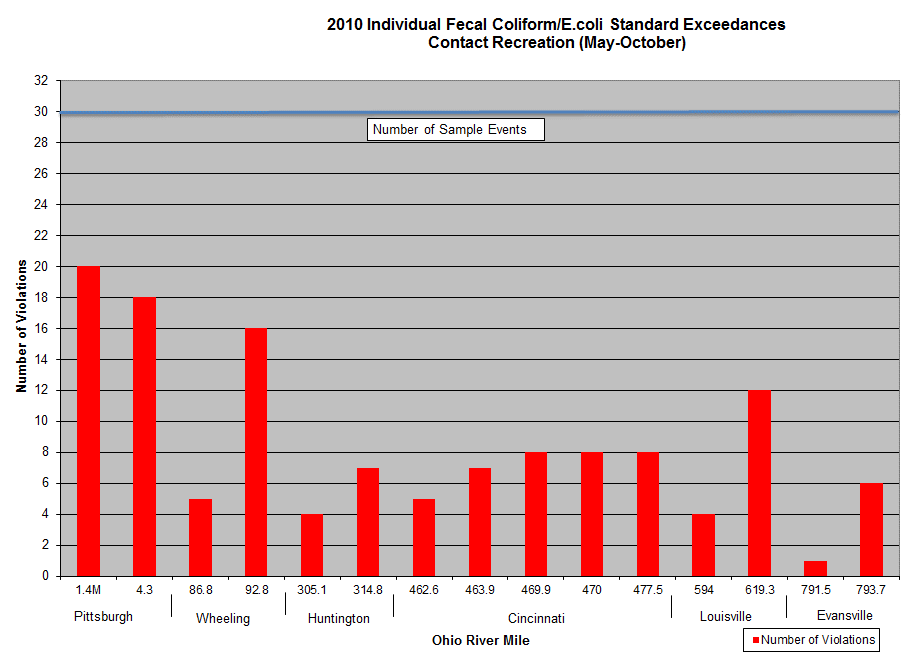 2010 Individual Fecal Coliform/E.coli Standard Exceedances
Contact Recreation (May-October)
Number of Violations
32
30
28
26
24
22
20
18
16
14
12
10
8
6
4
2
0
Number of Sample Events
1.4M 4.3 86.8 92.8 305.1 314.8 462.6 463.9 469.9 470 477.5 594 619.3 791.5 793.7
Pittsburgh Wheeling Huntington Cincinnati Louisville Evansville
Ohio River Mile
Number of Violations